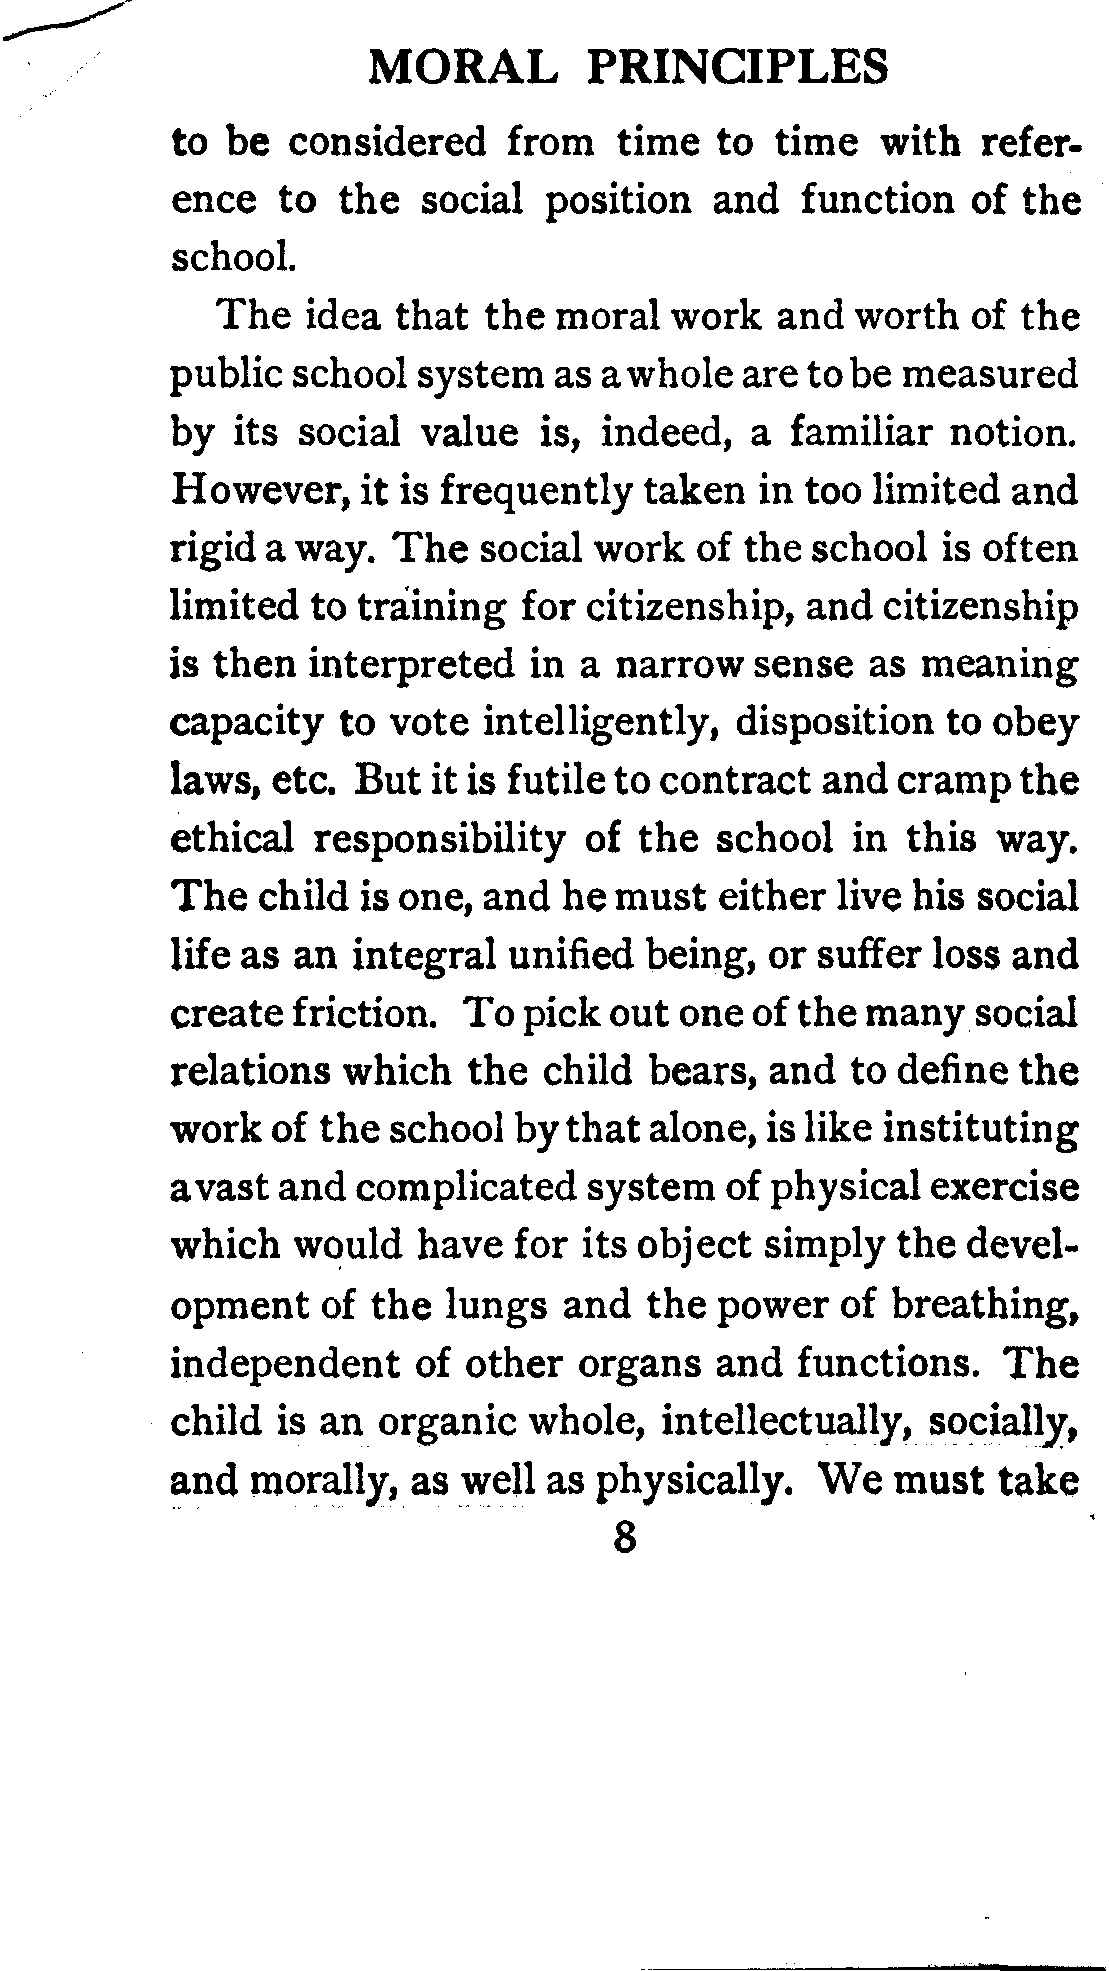 MORAL PRINCIPLES
to be considered from time to time with refer-
ence to the social position and function of the
school.
The idea that the moral work and worth of the
public school system as a whole are to be measured
by its social value is, indeed, a familiar notion.
However, it is frequently taken in too limited and
rigid a way. The social work of the school is often
limited to training for citizenship, and citizenship
is then interpreted in a narrow sense as meaning
capacity to vote intelligently, disposition to obey
laws, etc. But it is futile to contract and cramp the
ethical responsibility of the school in this way.
The child is one, and he must either live his social
life as an integral unified being, or suffer loss and
create friction. To pick out one of the many social
relations which the child bears, and to define the
work of the school by that alone, is like instituting
a vast and complicated system of physical exercise
which would have for its object simply the devel-
opment of the lungs and the power of breathing,
independent of other organs and functions. The
child is an organic whole, intellectually, socially,
and morally, as well as physically. We must take
8